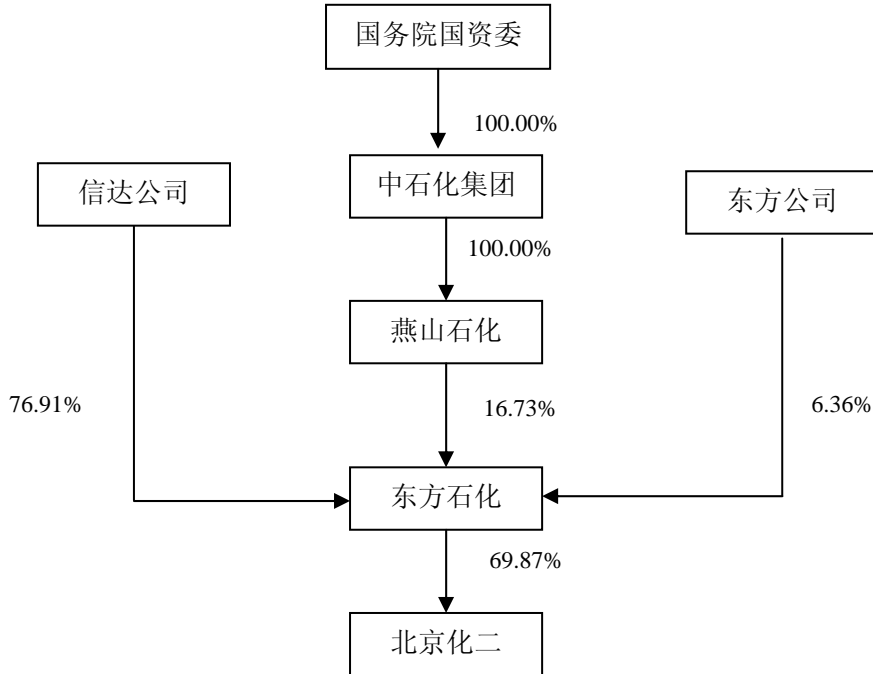 国务院国资委
100.00%
信达公司
中石化集团
东方公司
100.00%
燕山石化
76.91%
16.73%
6.36%
东方石化
69.87%
北京化二